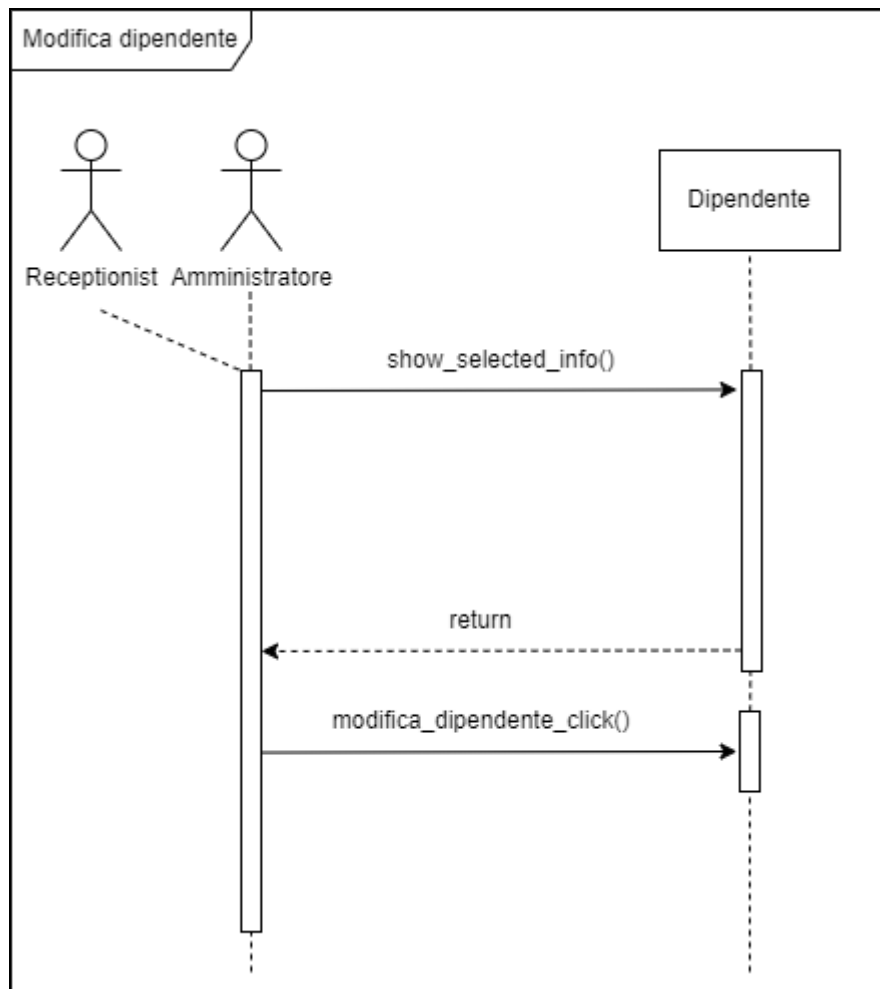 Modifica dipendente
Dipendente
Receptionist
Amministratore
show_selected_info()
return
modifica_dipendente_click()